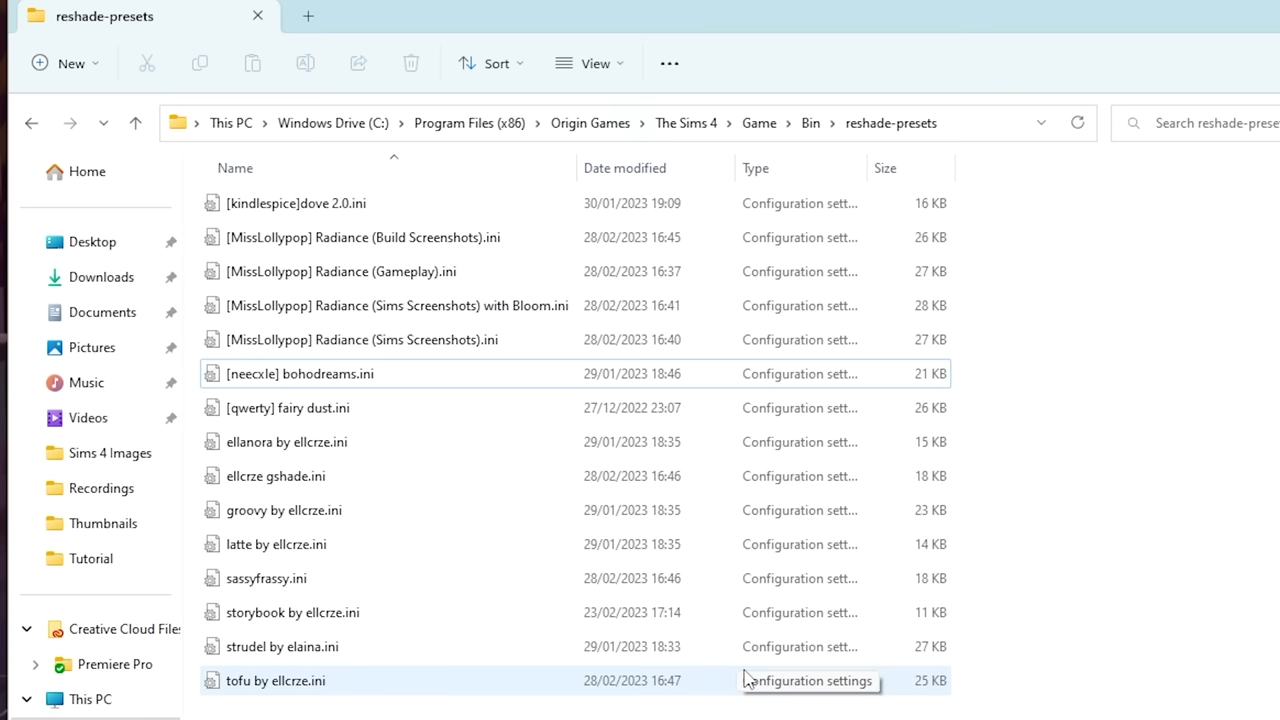 reshade-presets
New
Sort
View
This PC
Windows Drive (C:)
Program Files (x86)
Origin Games
The Sims 4
Game
Bin
reshade-presets
Search reshade-prese
Home
Desktop
Downloads
Documents
Pictures
Music
Videos
Sims 4 Images
Recordings
Thumbnails
Tutorial
Creative Cloud Files
Premiere Pro
This PC
Name Date modified Type Size
[kindlespice]dove 2.0.ini 30/01/2023 19:09 Configuration sett... 16 KB
[MissLollypop] Radiance (Build Screenshots).ini 28/02/2023 16:45 Configuration sett... 26 KB
[MissLollypop] Radiance (Gameplay).ini 28/02/2023 16:37 Configuration sett... 27 KB
[MissLollypop] Radiance (Sims Screenshots) with Bloom.ini 28/02/2023 16:41 Configuration sett... 28 KB
[MissLollypop] Radiance (Sims Screenshots).ini 28/02/2023 16:40 Configuration sett... 27 KB
[neecxle] bohodreams.ini 29/01/2023 18:46 Configuration sett... 21 KB
[qwerty] fairy dust.ini 27/12/2022 23:07 Configuration sett... 26 KB
ellanora by ellcrze.ini 29/01/2023 18:35 Configuration sett... 15 KB
ellcrze gshade.ini 28/02/2023 16:46 Configuration sett... 18 KB
groovy by ellcrze.ini 29/01/2023 18:35 Configuration sett... 23 KB
latte by ellcrze.ini 29/01/2023 18:35 Configuration sett... 14 KB
sassyfrassy.ini 28/02/2023 16:46 Configuration sett... 18 KB
storybook by ellcrze.ini 23/02/2023 17:14 Configuration sett... 11 KB
strudel by elaina.ini 29/01/2023 18:33 Configuration sett... 27 KB
tofu by ellcrze.ini 28/02/2023 16:47 Configuration settings 25 KB